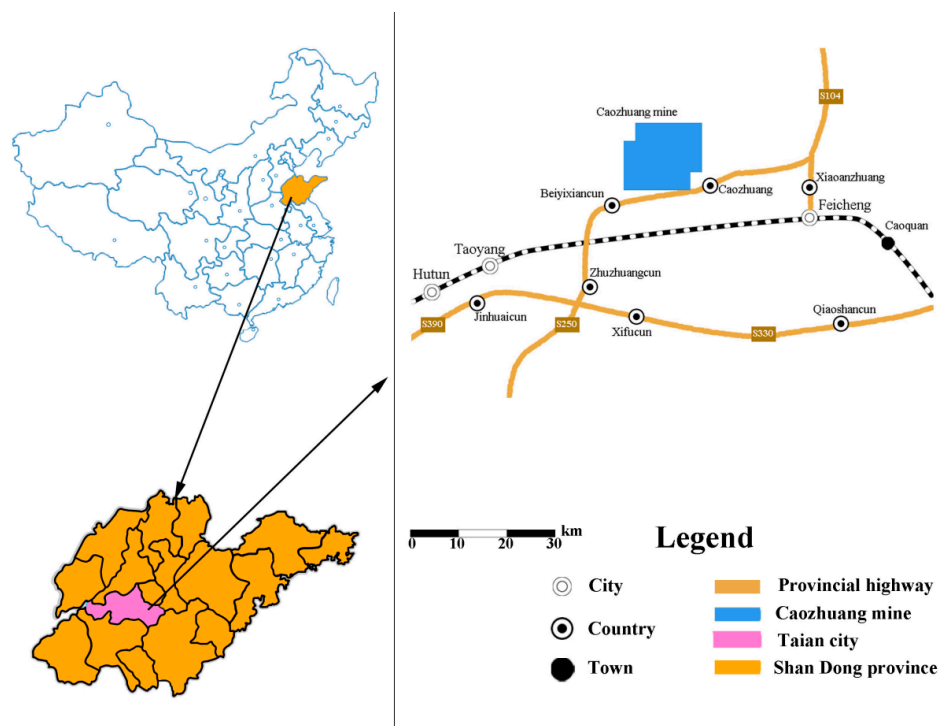 S104
Caozhuang mine
Xiaoanzhuang
Caozhuang
Beiyixiancun
Feicheng
Caoquan
Taoyang
Hutun
Zhuzhuangcun
Jinhuaicun
Qiaoshancun
S390
S250
Xifucun
S330
0 10 20 30 km
Legend
City
Country
Town
Provincial highway
Caozhuang mine
Taian city
Shan Dong province